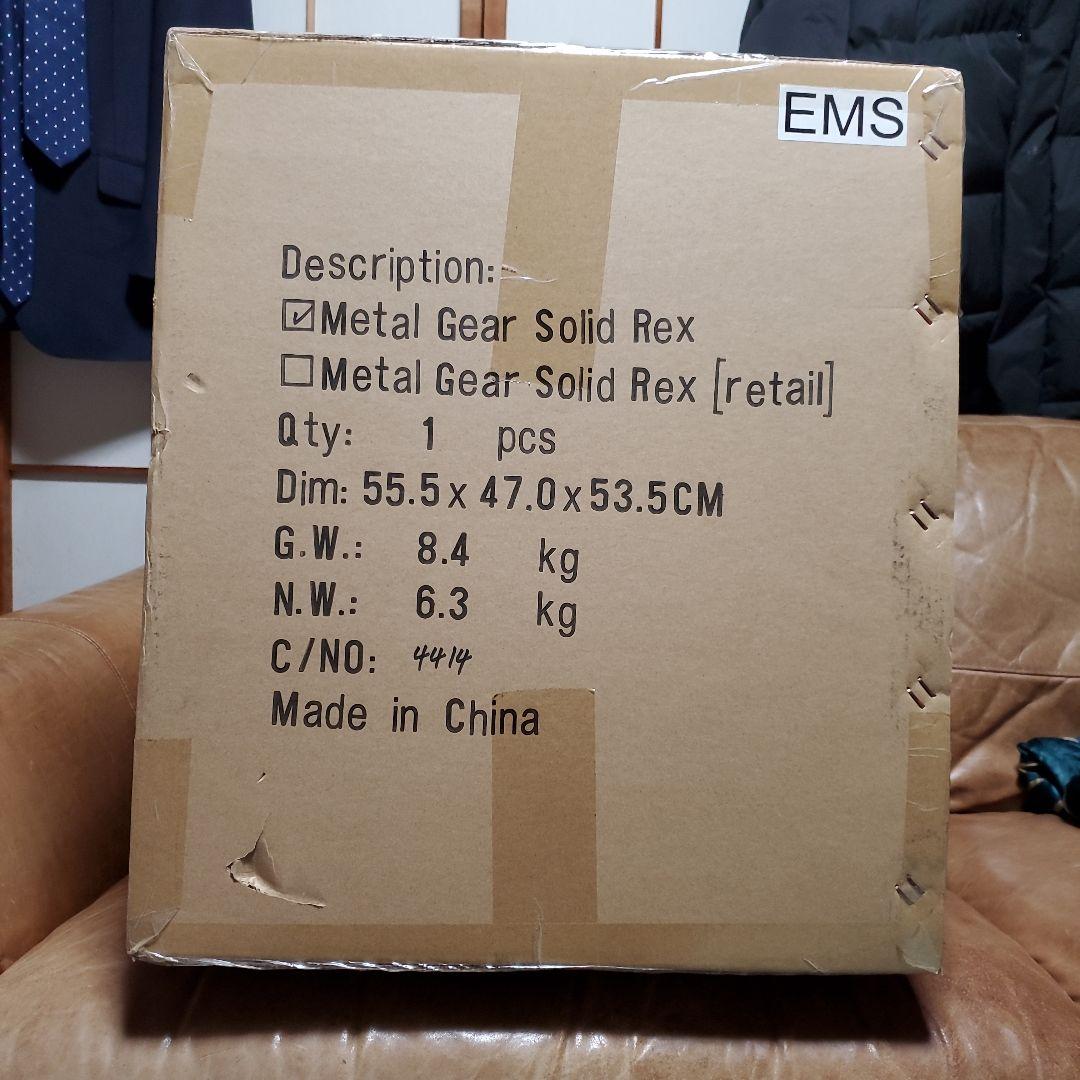 EMS
Description:
☑Metal Gear Solid Rex
☐Metal Gear Solid Rex [retail]
Qty: 1 pcs
Dim: 55.5 x 47.0 x 53.5CM
G.W.: 8.4 kg
N.W.: 6.3 kg
C/NO: 4414
Made in China